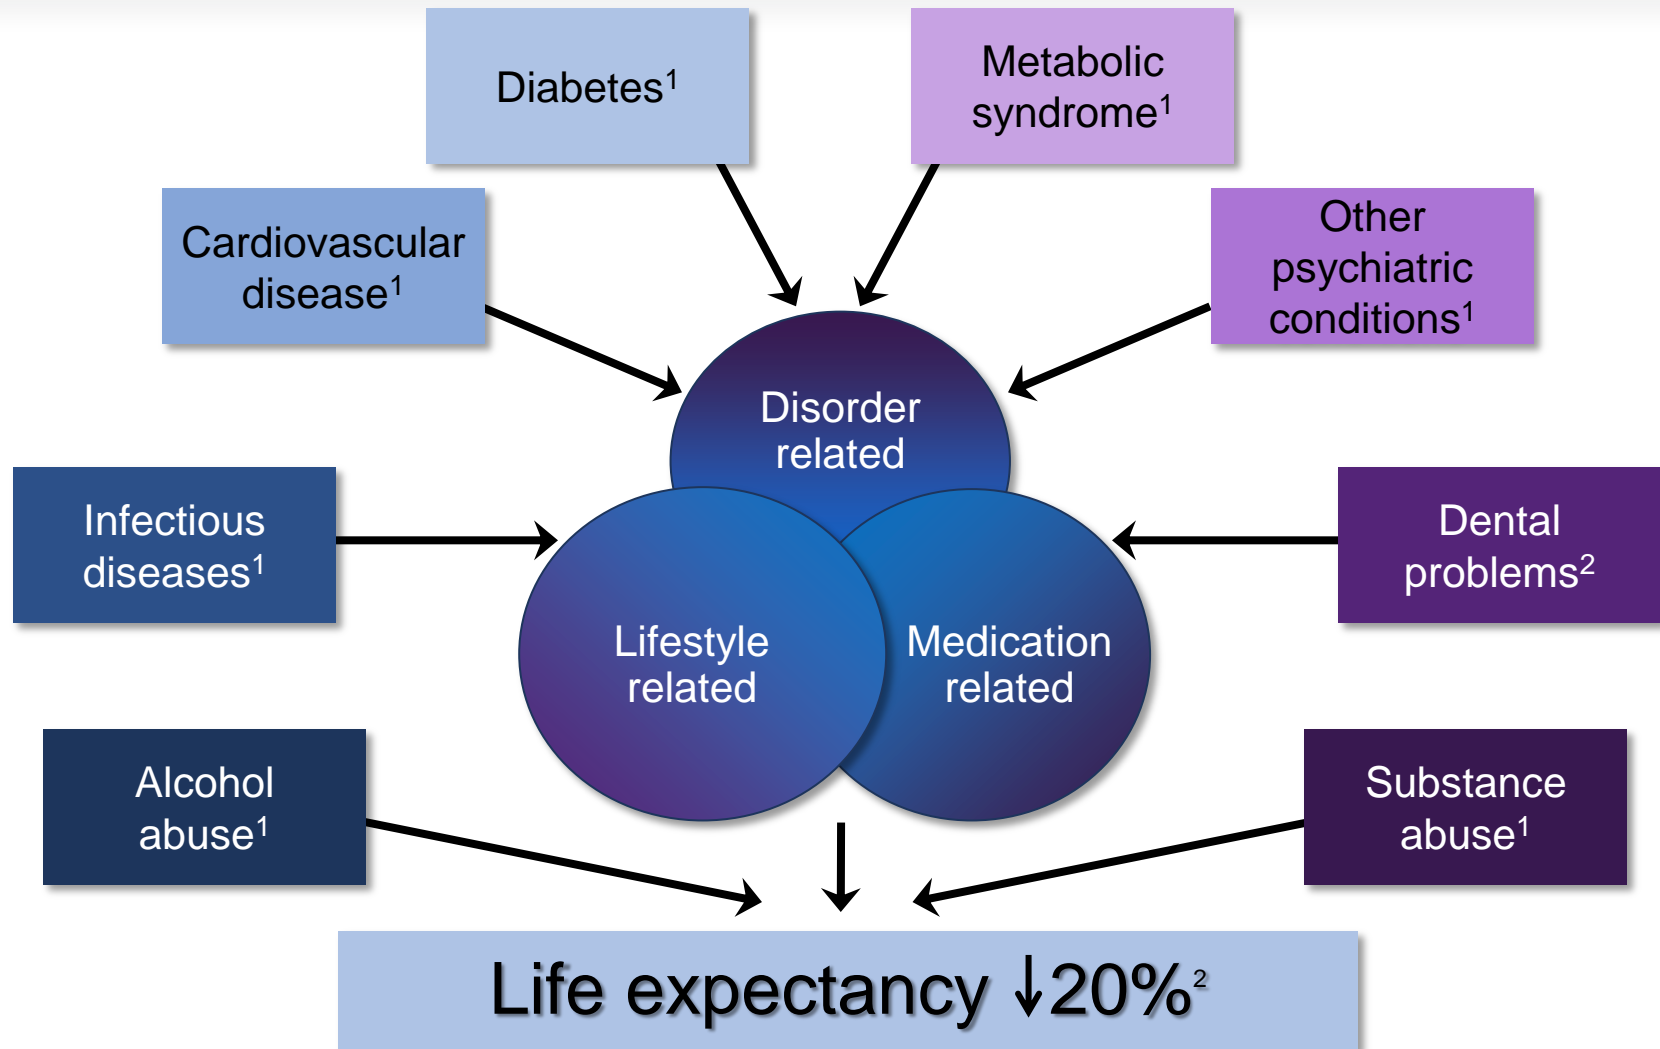 Diabetes¹
Metabolic
syndrome¹
Cardiovascular
disease¹
Other
psychiatric
conditions¹
Disorder
related
Infectious
diseases¹
Dental
problems²
Lifestyle
related
Medication
related
Alcohol
abuse¹
Substance
abuse¹
Life expectancy ↓20%²